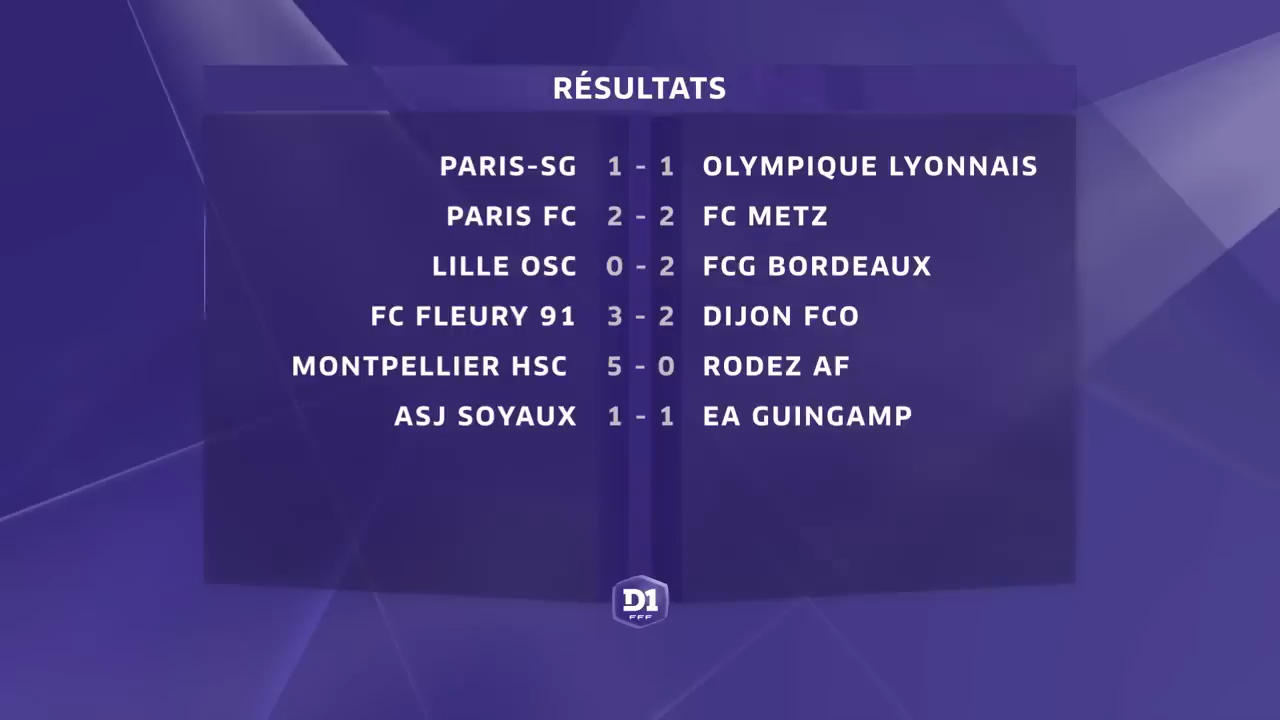 RÉSULTATS
PARIS-SG 1 - 1 OLYMPIQUE LYONNAIS
PARIS FC 2 - 2 FC METZ
LILLE OSC 0 - 2 FCG BORDEAUX
FC FLEURY 91 3 - 2 DIJON FCO
MONTPELLIER HSC 5 - 0 RODEZ AF
ASJ SOYAUX 1 - 1 EA GUINGAMP
D1
FFF